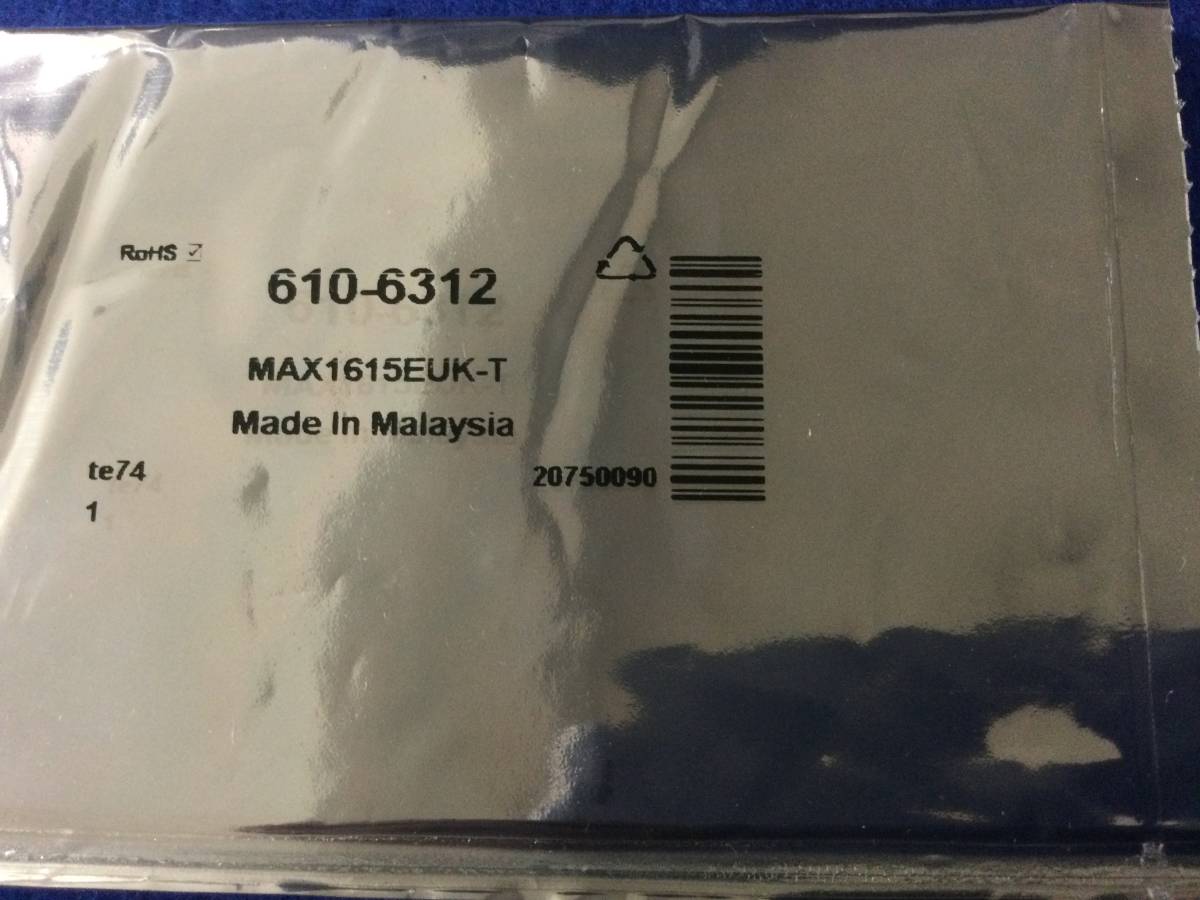 RoHS
610-6312
MAX1615EUK-T
Made In Malaysia
te74
20750090
1